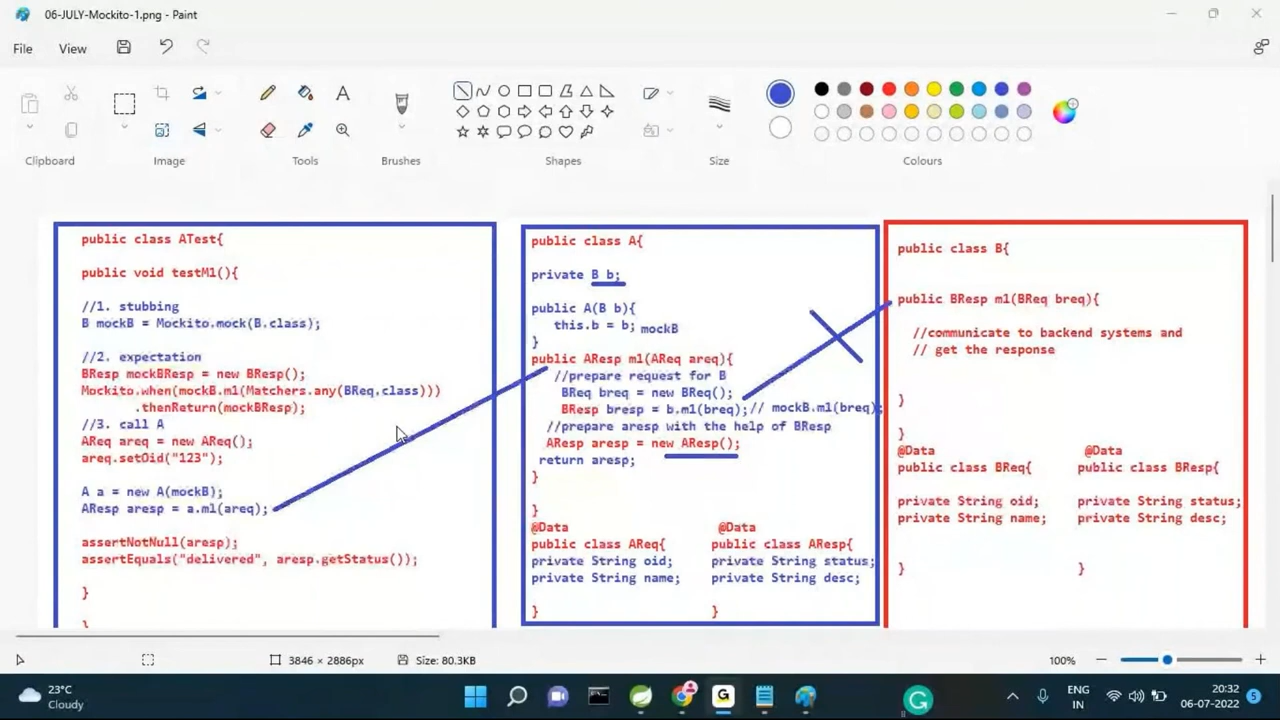 06-JULY-Mockito-1.png - Paint
File View
Clipboard Image Tools Brushes Shapes Size Colours
public class ATest{
public void testM1(){
//1. stubbing
B mockB = Mockito.mock(B.class);
//2. expectation
BResp mockBResp = new BResp();
Mockito.when(mockB.m1(Matchers.any(BReq.class)))
.thenReturn(mockBResp);
//3. call A
AReq areq = new AReq();
areq.setOid("123");
A a = new A(mockB);
AResp aresp = a.m1(areq);
assertNotNull(aresp);
assertEquals("delivered", aresp.getStatus());
}
}
public class A{
private B b;
public A(B b){
this.b = b; mockB
}
public AResp m1(AReq areq){
//prepare request for B
BReq breq = new BReq();
BResp bresp = b.m1(breq);// mockB.m1(breq);
//prepare aresp with the help of BResp
AResp aresp = new AResp();
return aresp;
}
}
@Data
public class AReq{
private String oid;
private String name;
}
@Data
public class AResp{
private String status;
private String desc;
}
public class B{
public BResp m1(BReq breq){
//communicate to backend systems and
// get the response
}
}
@Data
public class BReq{
private String oid;
private String name;
}
@Data
public class BResp{
private String status;
private String desc;
}
3846 × 2886px Size: 80.3KB 100%
23°C
Cloudy
ENG
IN
20:32
06-07-2022
5